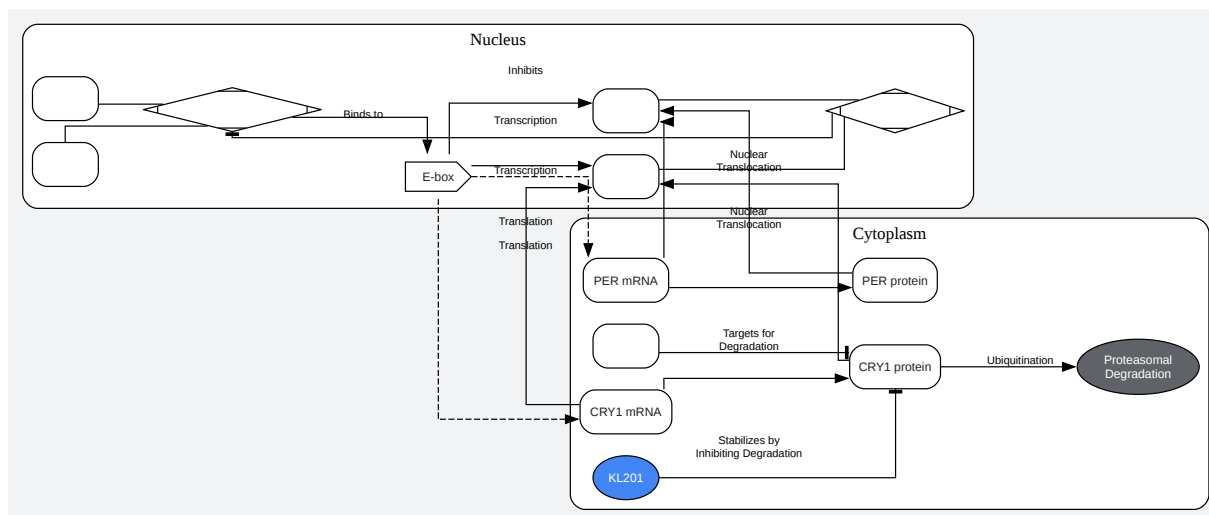 Nucleus
Inhibits
Binds to
Transcription
Transcription
E-box
Nuclear
Translocation
Nuclear
Translocation
Translation
Translation
Cytoplasm
PER mRNA
PER protein
Targets for
Degradation
CRY1 protein
Ubiquitination
Proteasomal
Degradation
CRY1 mRNA
Stabilizes by
Inhibiting Degradation
KL201